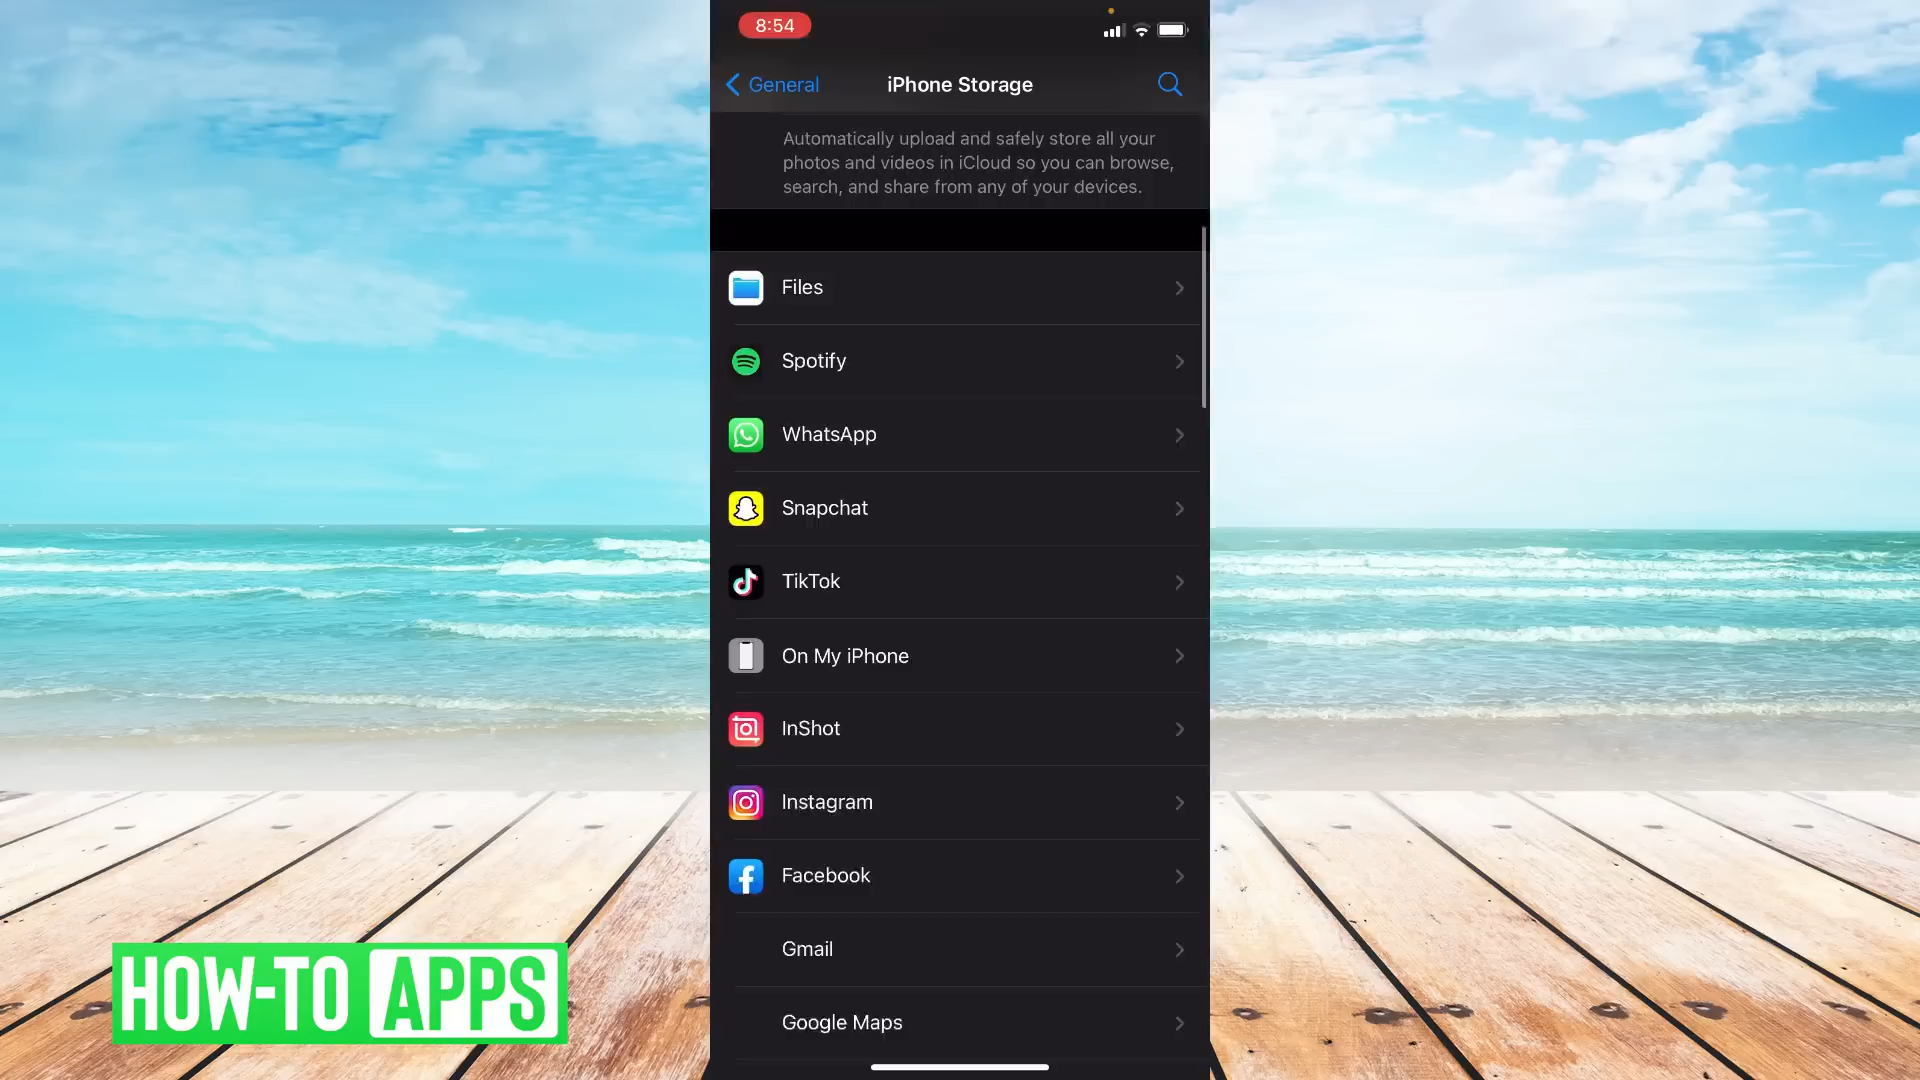 8:54
General
iPhone Storage
Automatically upload and safely store all your
photos and videos in iCloud so you can browse,
search, and share from any of your devices.
Files
Spotify
WhatsApp
Snapchat
TikTok
On My iPhone
InShot
Instagram
Facebook
Gmail
Google Maps
HOW-TO APPS